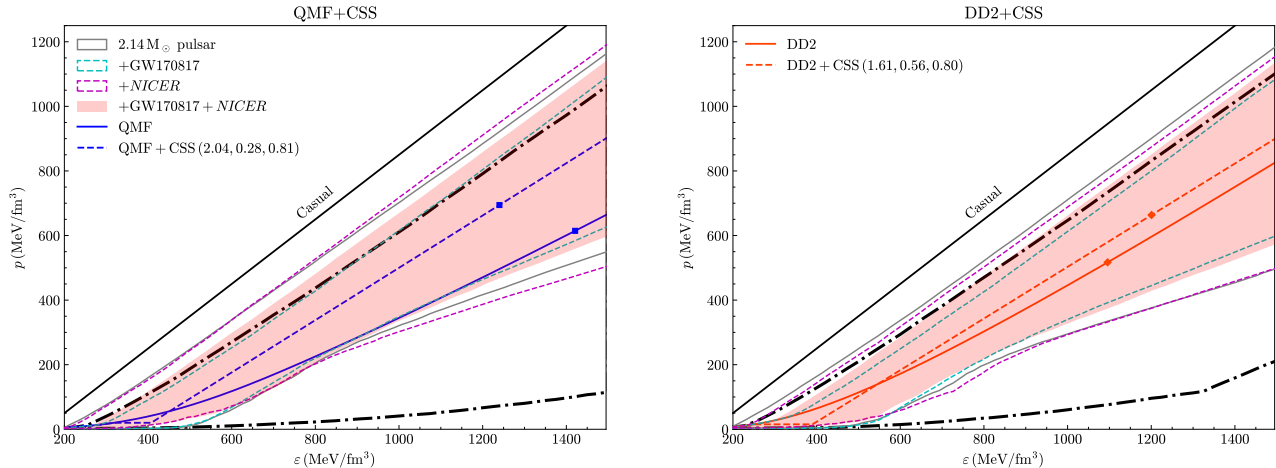 QMF+CSS
1200
1000
800
600
400
200
0
p (MeV/fm³)
2.14 M⊙ pulsar
+GW170817
+NICER
+GW170817 + NICER
QMF
QMF + CSS (2.04, 0.28, 0.81)
Casual
200 400 600 800 1000 1200 1400
ε (MeV/fm³)
DD2+CSS
1200
1000
800
600
400
200
0
p (MeV/fm³)
DD2
DD2 + CSS (1.61, 0.56, 0.80)
Casual
200 400 600 800 1000 1200 1400
ε (MeV/fm³)